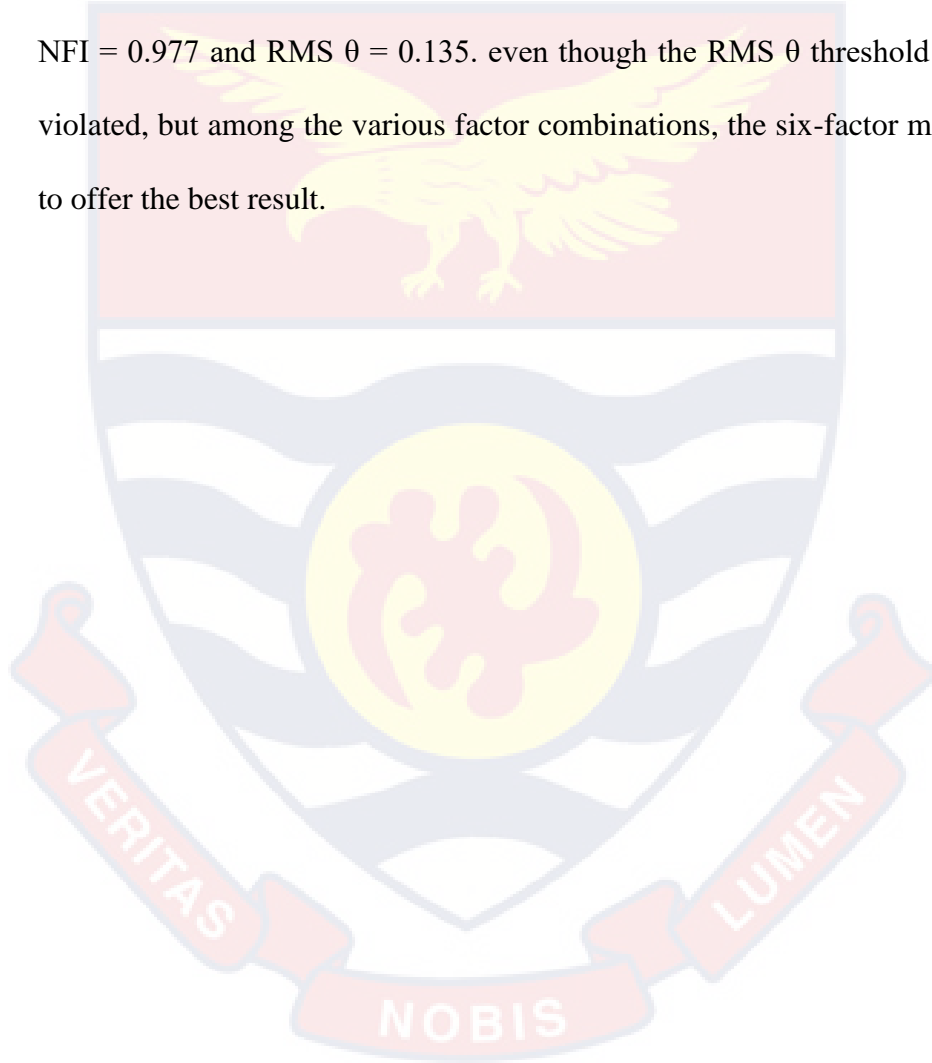 NFI = 0.977 and RMS θ = 0.135. even though the RMS θ threshold
violated, but among the various factor combinations, the six-factor m
to offer the best result.
VERITAS
NOBIS
LUMEN